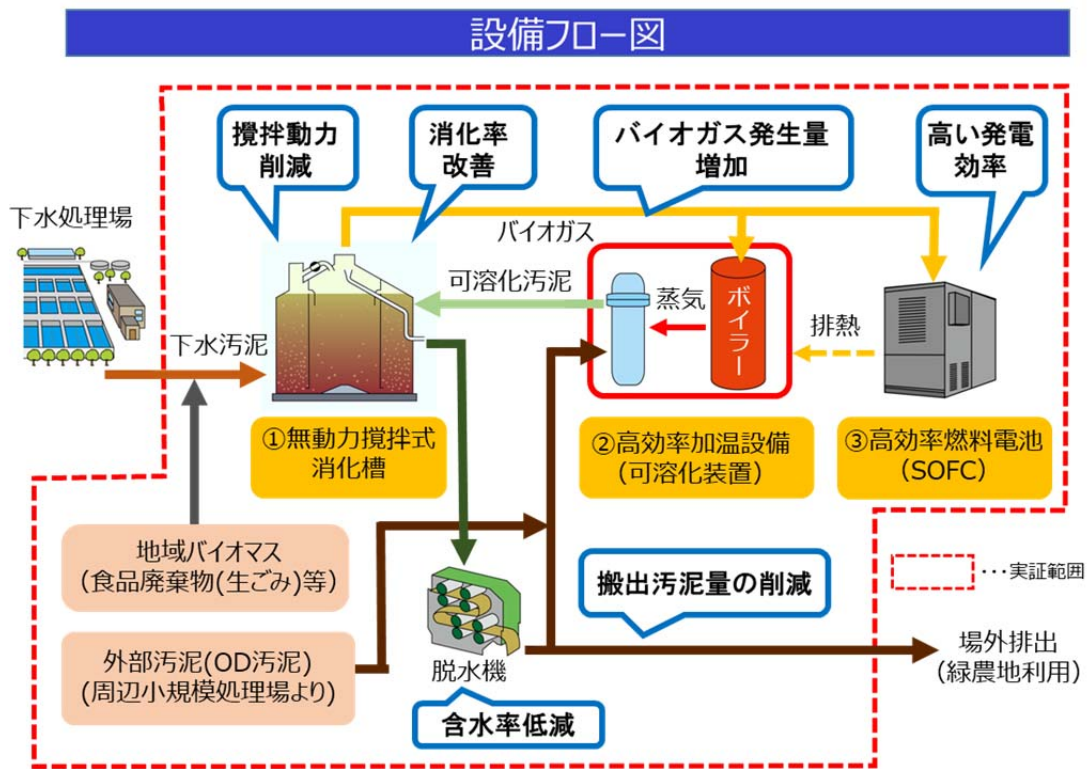 設備フロー図
攪拌動力
削減
消化率
改善
バイオガス発生量
増加
高い発電
効率
下水処理場
バイオガス
可溶化汚泥
蒸気
ボイラー
排熱
下水汚泥
①無動力攪拌式
消化槽
②高効率加温設備
(可溶化装置)
③高効率燃料電池
(SOFC)
地域バイオマス
(食品廃棄物(生ごみ)等)
外部汚泥(OD汚泥)
(周辺小規模処理場より)
脱水機
含水率低減
搬出汚泥量の削減
・・・実証範囲
場外排出
(緑農地利用)